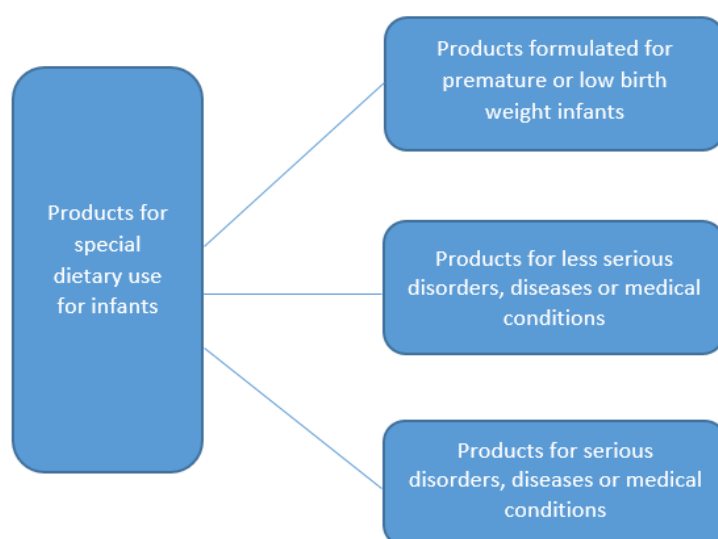 Products for
special
dietary use
for infants
Products formulated for
premature or low birth
weight infants
Products for less serious
disorders, diseases or medical
conditions
Products for serious
disorders, diseases or medical
conditions